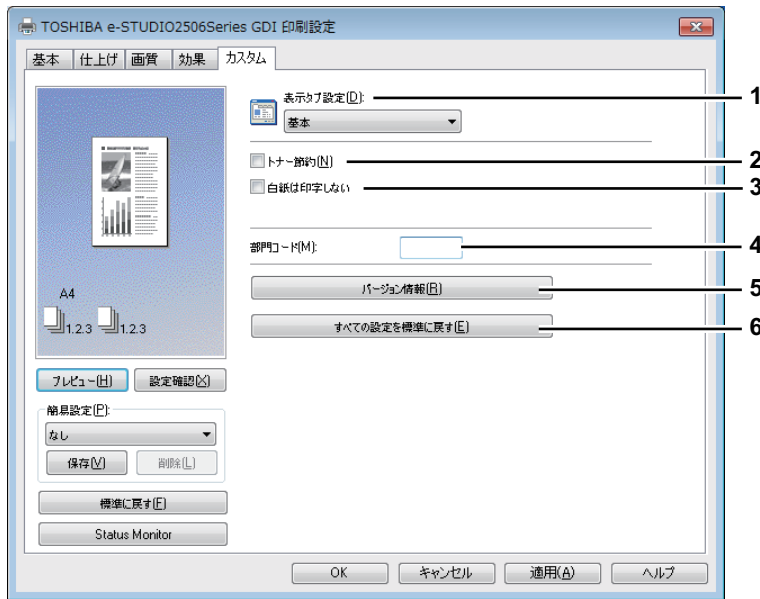 TOSHIBA e-STUDIO2506Series GDI 印刷設定
基本 仕上げ 画質 効果 カスタム
表示タブ設定(D):
基本
トナー節約(N)
白紙は印字しない
部門コード(M):
バージョン情報(R)
すべての設定を標準に戻す(E)
1
2
3
4
5
6
A4
1.2.3 1.2.3
プレビュー(H) 設定確認(X)
簡易設定(P):
なし
保存(V) 削除(L)
標準に戻す(F)
Status Monitor
OK キャンセル 適用(A) ヘルプ